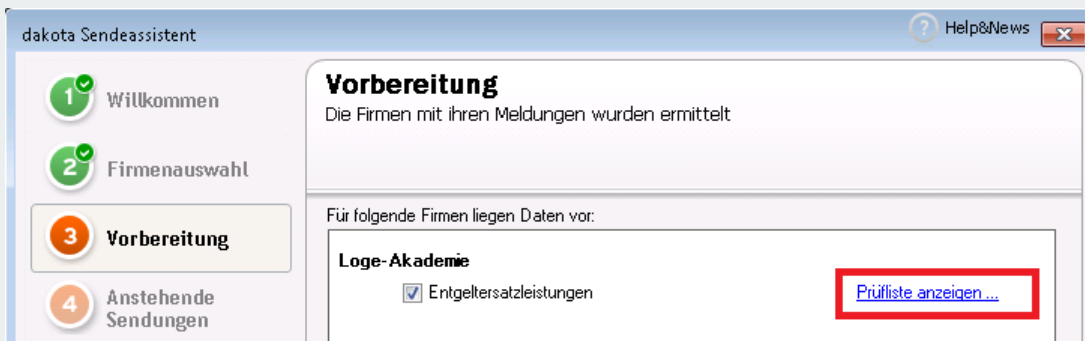 dakota Sendeassistent
? Help&News
1 Willkommen
2 Firmenauswahl
3 Vorbereitung
4 Anstehende
Sendungen
Vorbereitung
Die Firmen mit ihren Meldungen wurden ermittelt
Für folgende Firmen liegen Daten vor:
Loge-Akademie
Entgeltersatzleistungen
Prüfliste anzeigen ...